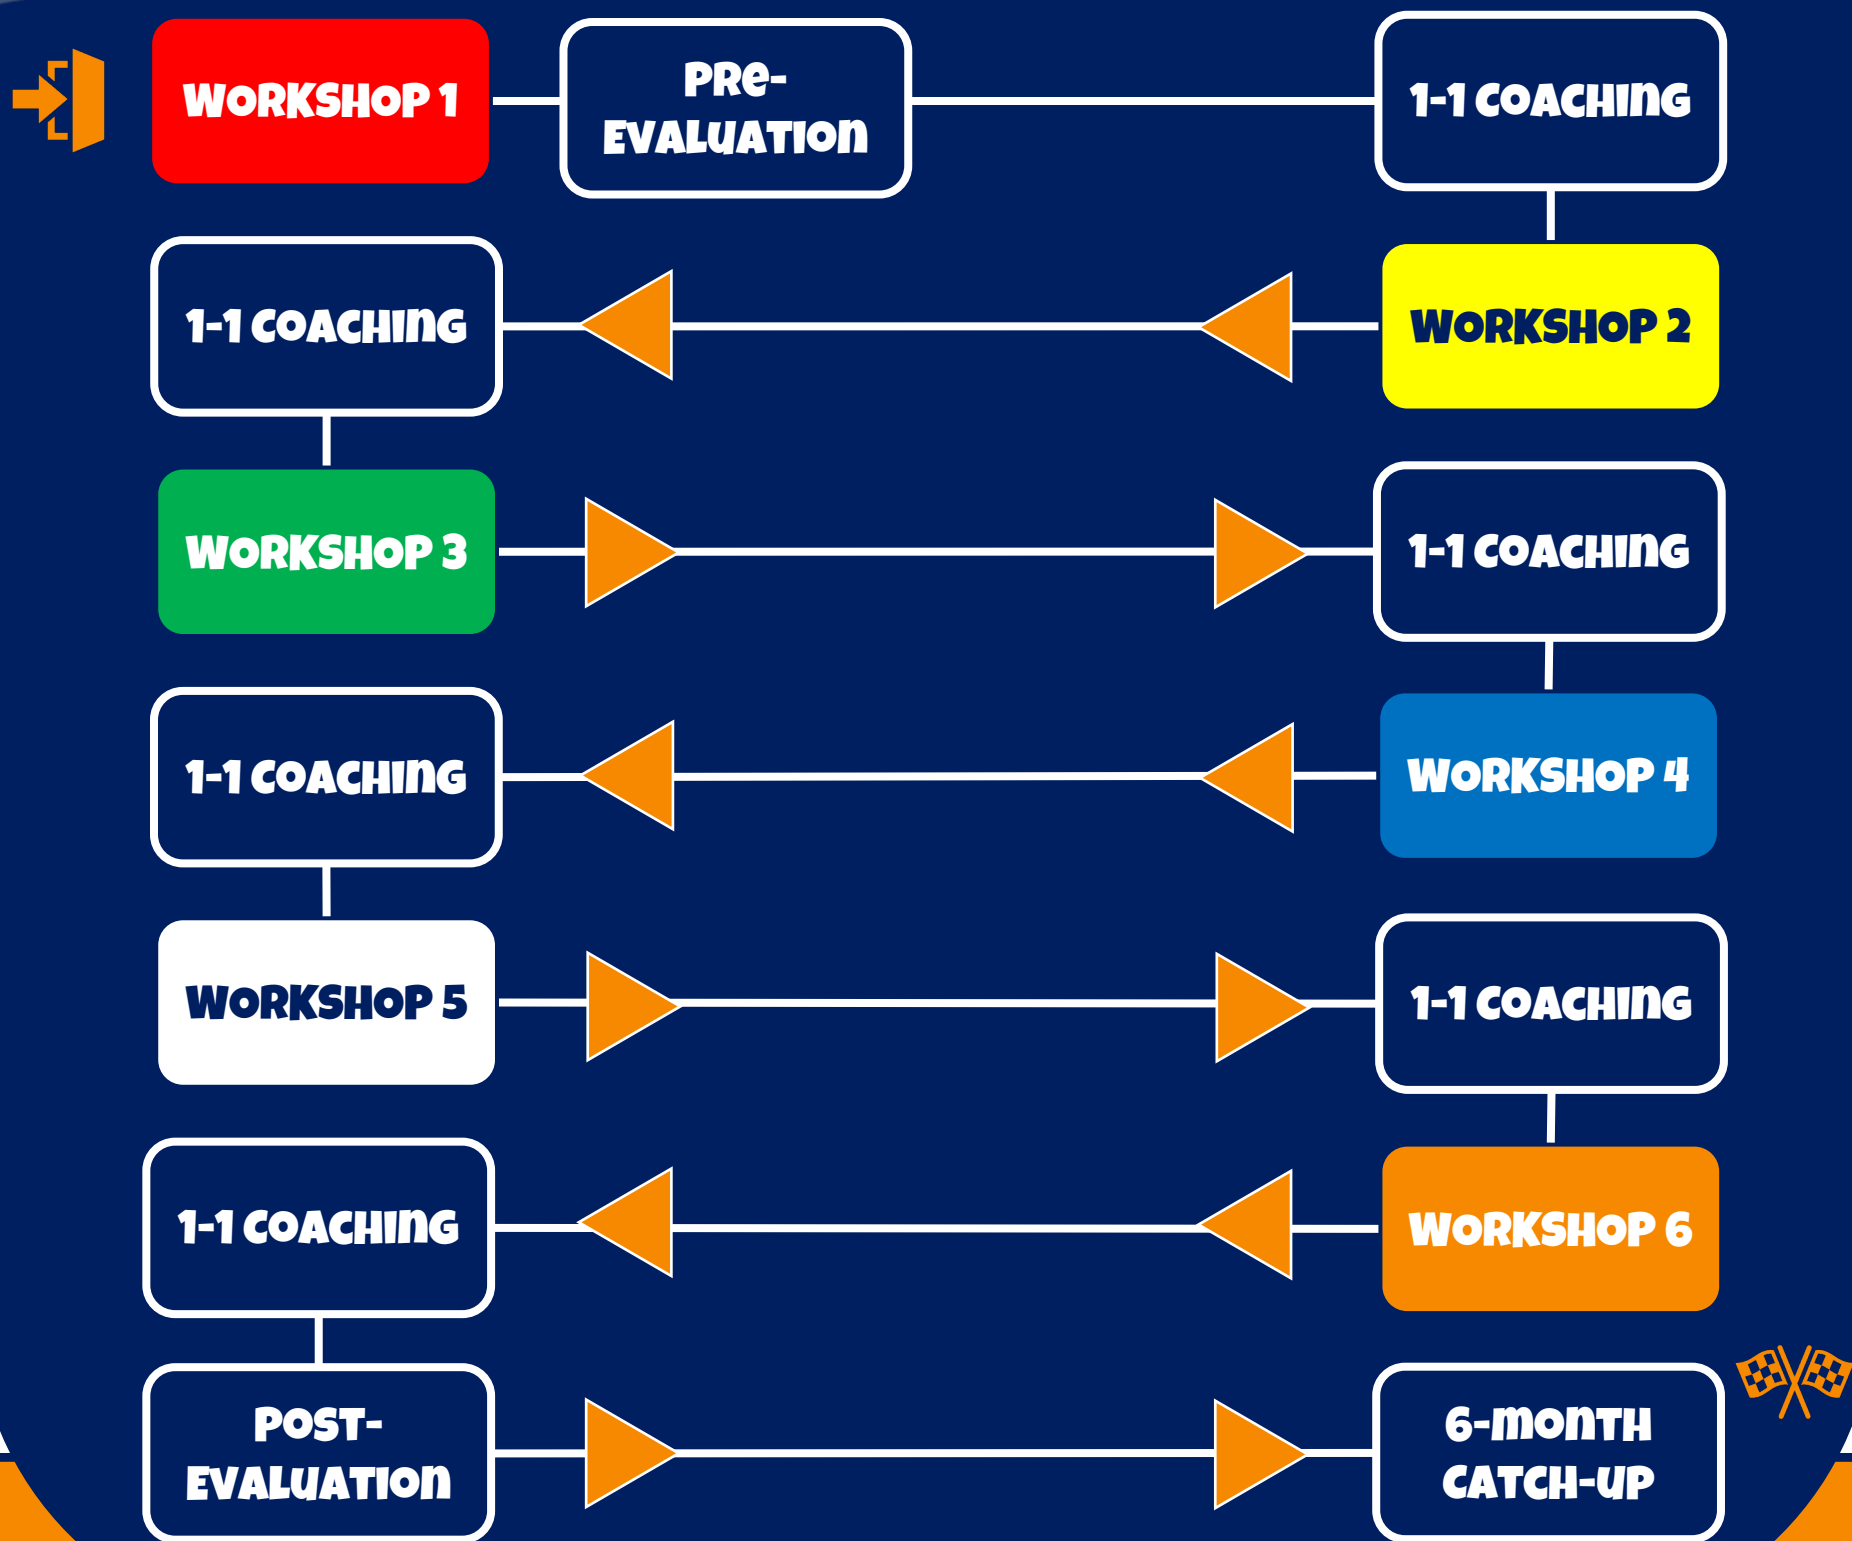 WORKSHOP 1
PRe-
EVALUATION
1-1 COACHING
1-1 COACHING
WORKSHOP 2
WORKSHOP 3
1-1 COACHING
1-1 COACHING
WORKSHOP 4
WORKSHOP 5
1-1 COACHING
1-1 COACHING
WORKSHOP 6
POST-
EVALUATION
6-MONTH
CATCH-UP